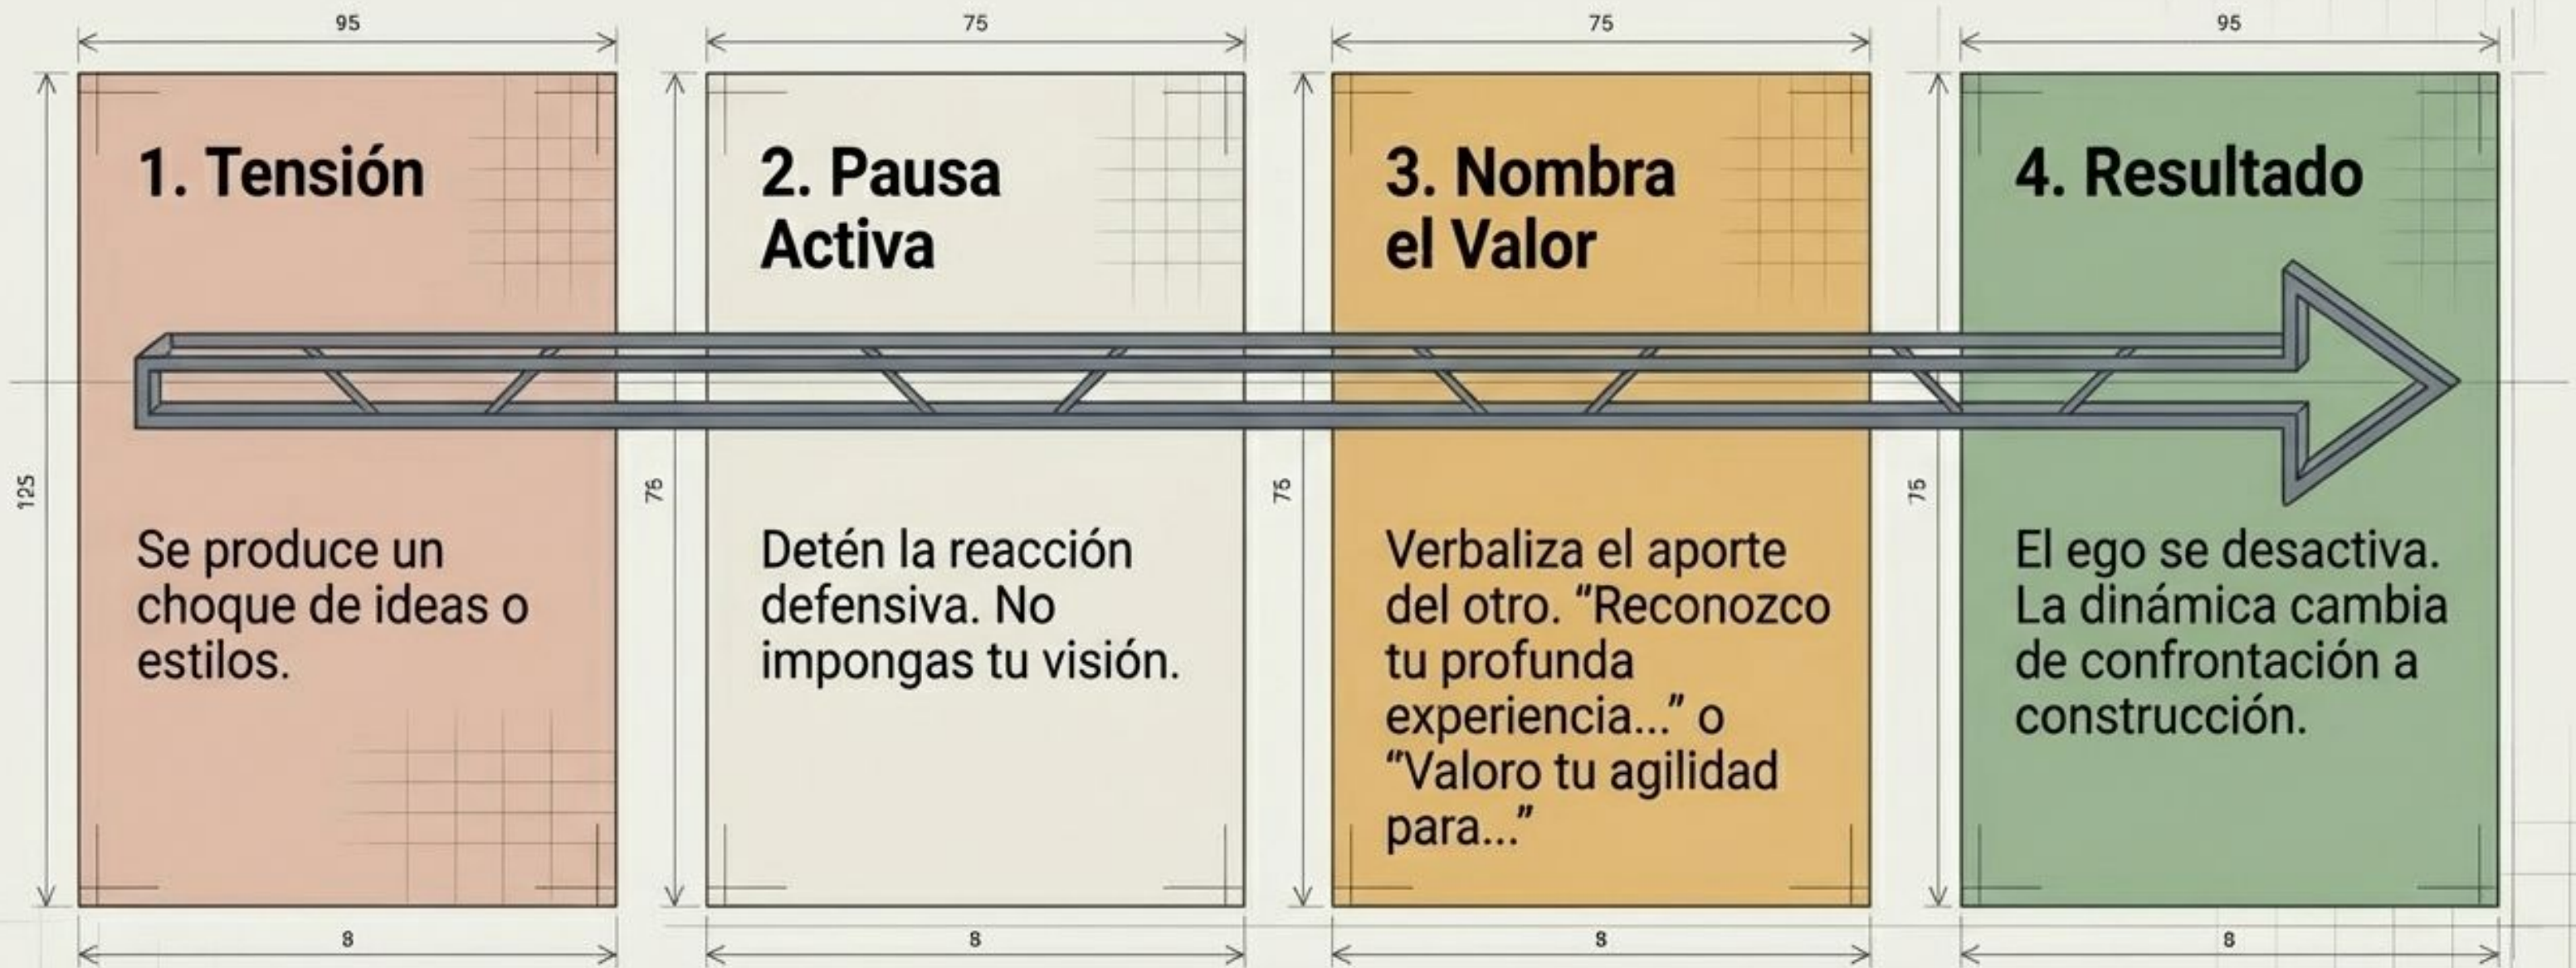 95
75
75
95
1. Tensión
2. Pausa
Activa
3. Nombra
el Valor
4. Resultado
125
75
75
75
Se produce un
choque de ideas o
estilos.
Detén la reacción
defensiva. No
impongas tu visión.
Verbaliza el aporte
del otro. “Reconozco
tu profunda
experiencia...” o
“Valoro tu agilidad
para...”
El ego se desactiva.
La dinámica cambia
de confrontación a
construcción.
8
8
8
8